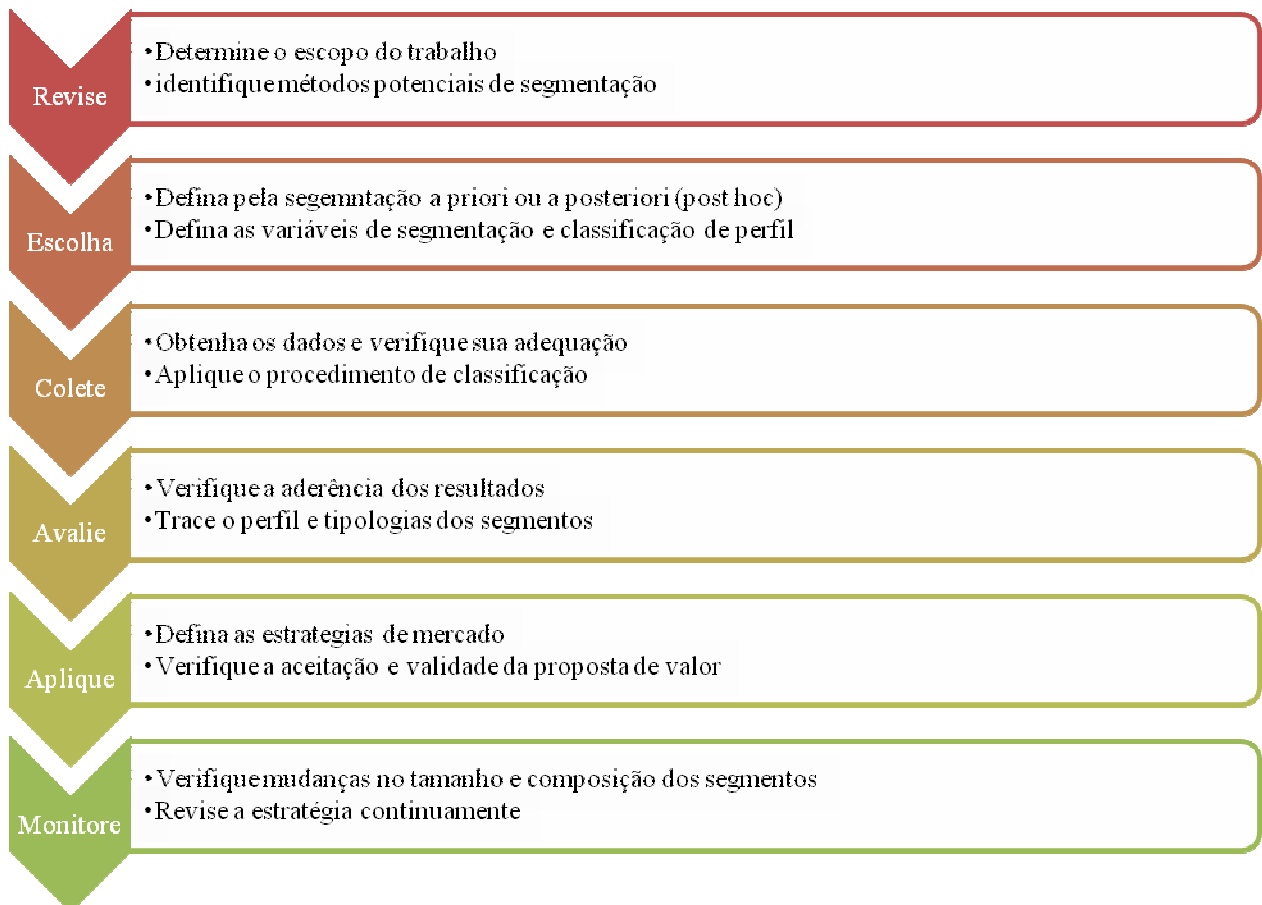 Revise
•Determine o escopo do trabalho
•identifique métodos potenciais de segmentação
Escolha
•Defina pela segemntação a priori ou a posteriori (post hoc)
•Defina as variáveis de segmentação e classificação de perfil
Colete
•Obtenha os dados e verifique sua adequação
•Aplique o procedimento de classificação
Avalie
•Verifique a aderência dos resultados
•Trace o perfil e tipologias dos segmentos
Aplique
•Defina as estrategias de mercado
•Verifique a aceitação e validade da proposta de valor
Monitore
•Verifique mudanças no tamanho e composição dos segmentos
•Revise a estratégia continuamente